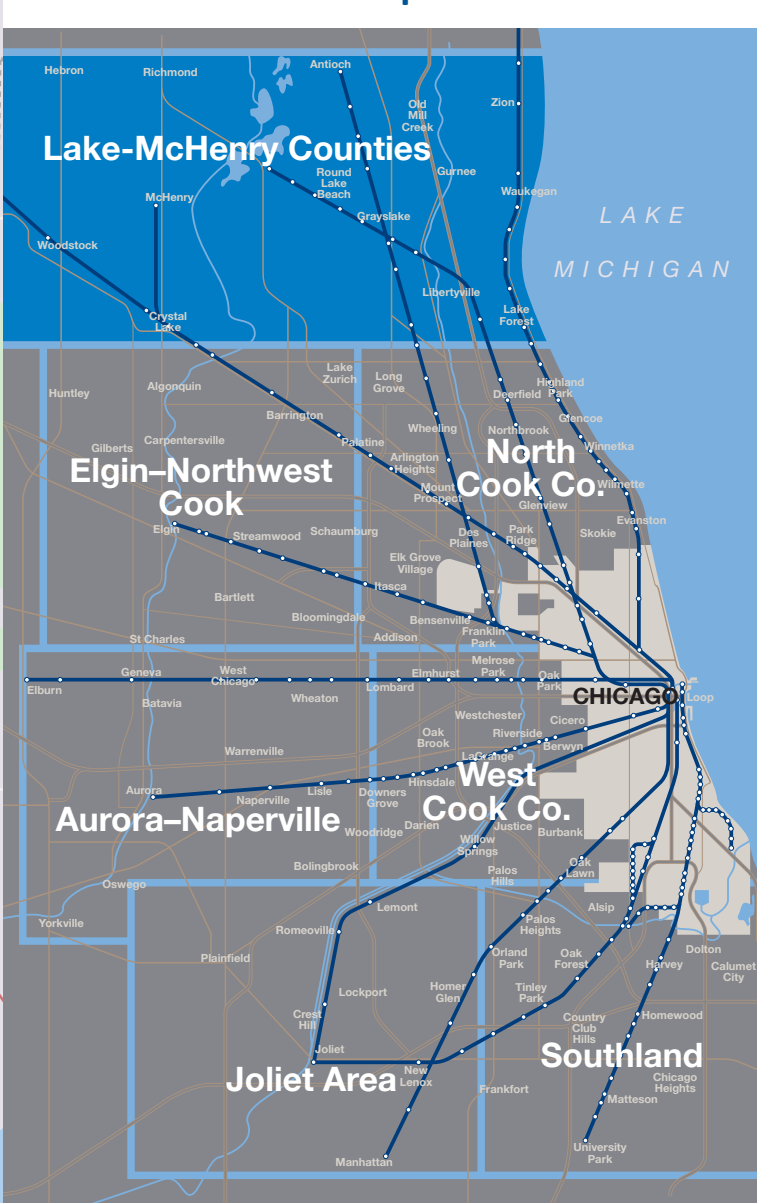 Hebron
Richmond
Antioch
Old
Mill
Creek
Zion
Lake-McHenry Counties
Round
Lake
Beach
Gurnee
McHenry
Waukegan
Grayslake
LAKE
MICHIGAN
Woodstock
Libertyville
Crystal
Lake
Lake
Forest
Huntley
Algonquin
Lake
Zurich
Long
Grove
Highland
Park
Deerfield
Barrington
Glencoe
Wheeling
Northbrook
Gilberts
Carpentersville
Palatine
Winnetka
Arlington
Heights
North
Cook Co.
Elgin–Northwest
Cook
Mount
Prospect
Wilmette
Glenview
Evanston
Elgin
Streamwood
Schaumburg
Des
Plaines
Park
Ridge
Skokie
Elk Grove
Village
Itasca
Bartlett
Bloomingdale
Bensenville
Addison
Franklin
Park
St Charles
Geneva
West
Chicago
Elmhurst
Melrose
Park
Oak
Park
Elburn
Batavia
Wheaton
Lombard
CHICAGO
Loop
Westchester
Cicero
Oak
Brook
Riverside
Berwyn
Warrenville
LaGrange
West
Cook Co.
Aurora
Naperville
Lisle
Downers
Grove
Hinsdale
Aurora–Naperville
Woodridge
Darien
Justice
Burbank
Willow
Springs
Bolingbrook
Palos
Hills
Oak
Lawn
Oswego
Yorkville
Lemont
Alsip
Romeoville
Palos
Heights
Plainfield
Orland
Park
Oak
Forest
Dolton
Harvey
Calumet
City
Lockport
Homer
Glen
Tinley
Park
Crest
Hill
Country
Club
Hills
Homewood
Joliet
Joliet Area
New
Lenox
Southland
Frankfort
Chicago
Heights
Matteson
University
Park
Manhattan